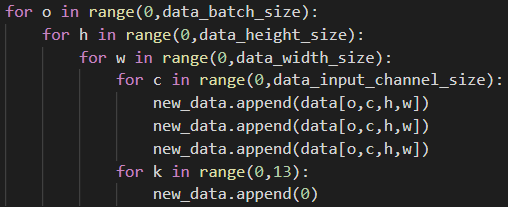 for o in range(0,data_batch_size):
    for h in range(0,data_height_size):
        for w in range(0,data_width_size):
            for c in range(0,data_input_channel_size):
                new_data.append(data[o,c,h,w])
                new_data.append(data[o,c,h,w])
                new_data.append(data[o,c,h,w])
            for k in range(0,13):
                new_data.append(0)